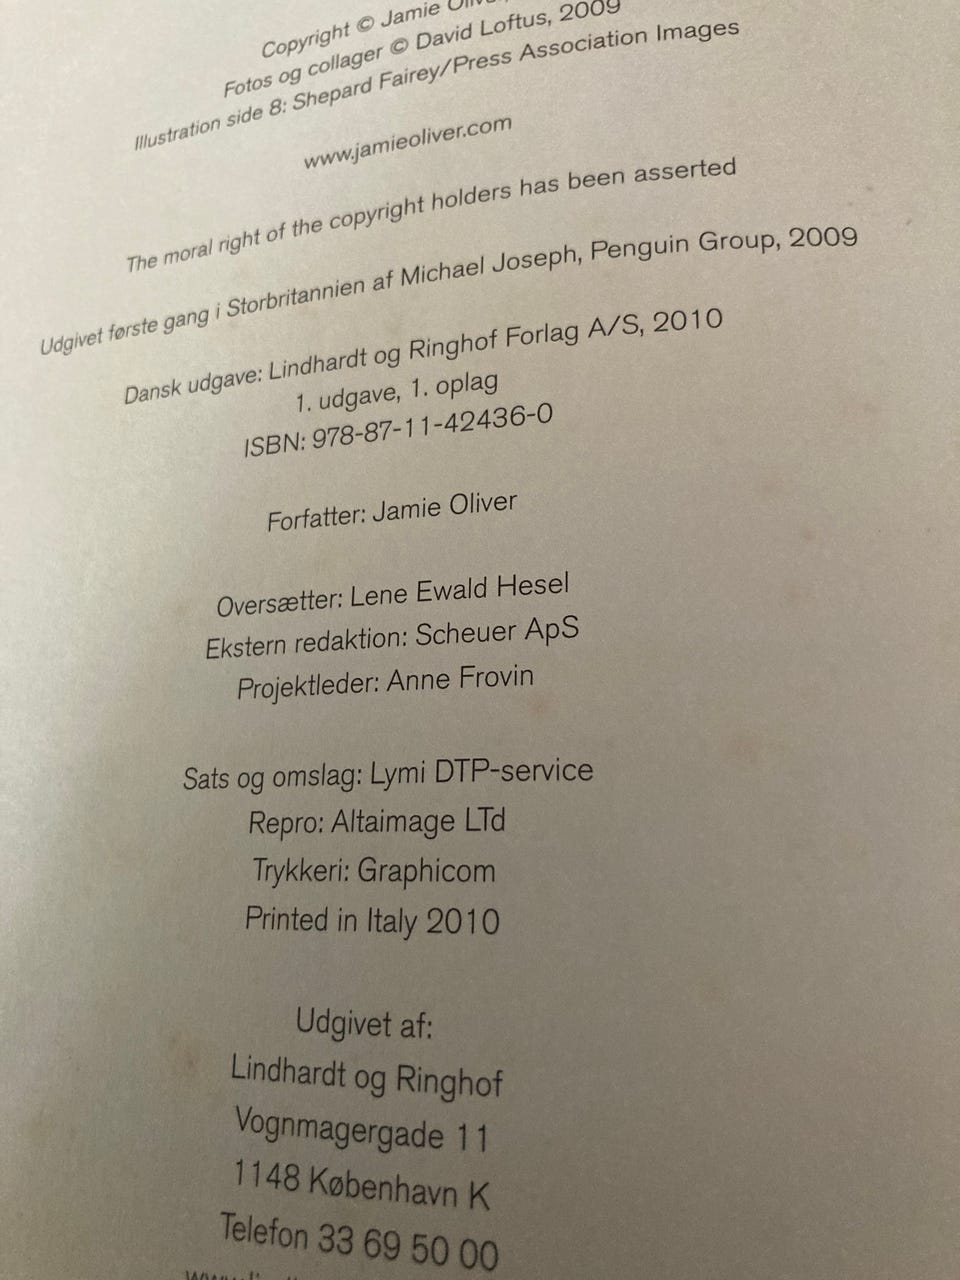 Copyright © Jamie
Fotos og collager © David Loftus, 2009
Illustration side 8: Shepard Fairey/Press Association Images
www.jamieoliver.com
The moral right of the copyright holders has been asserted
Udgivet første gang i Storbritannien af Michael Joseph, Penguin Group, 2009
Dansk udgave: Lindhardt og Ringhof Forlag A/S, 2010
1. udgave, 1. oplag
ISBN: 978-87-11-42436-0
Forfatter: Jamie Oliver
Oversætter: Lene Ewald Hesel
Ekstern redaktion: Scheuer ApS
Projektleder: Anne Frovin
Sats og omslag: Lymi DTP-service
Repro: Altaimage LTd
Trykkeri: Graphicom
Printed in Italy 2010
Udgivet af:
Lindhardt og Ringhof
Vognmagergade 11
1148 København K
Telefon 33 69 50 00